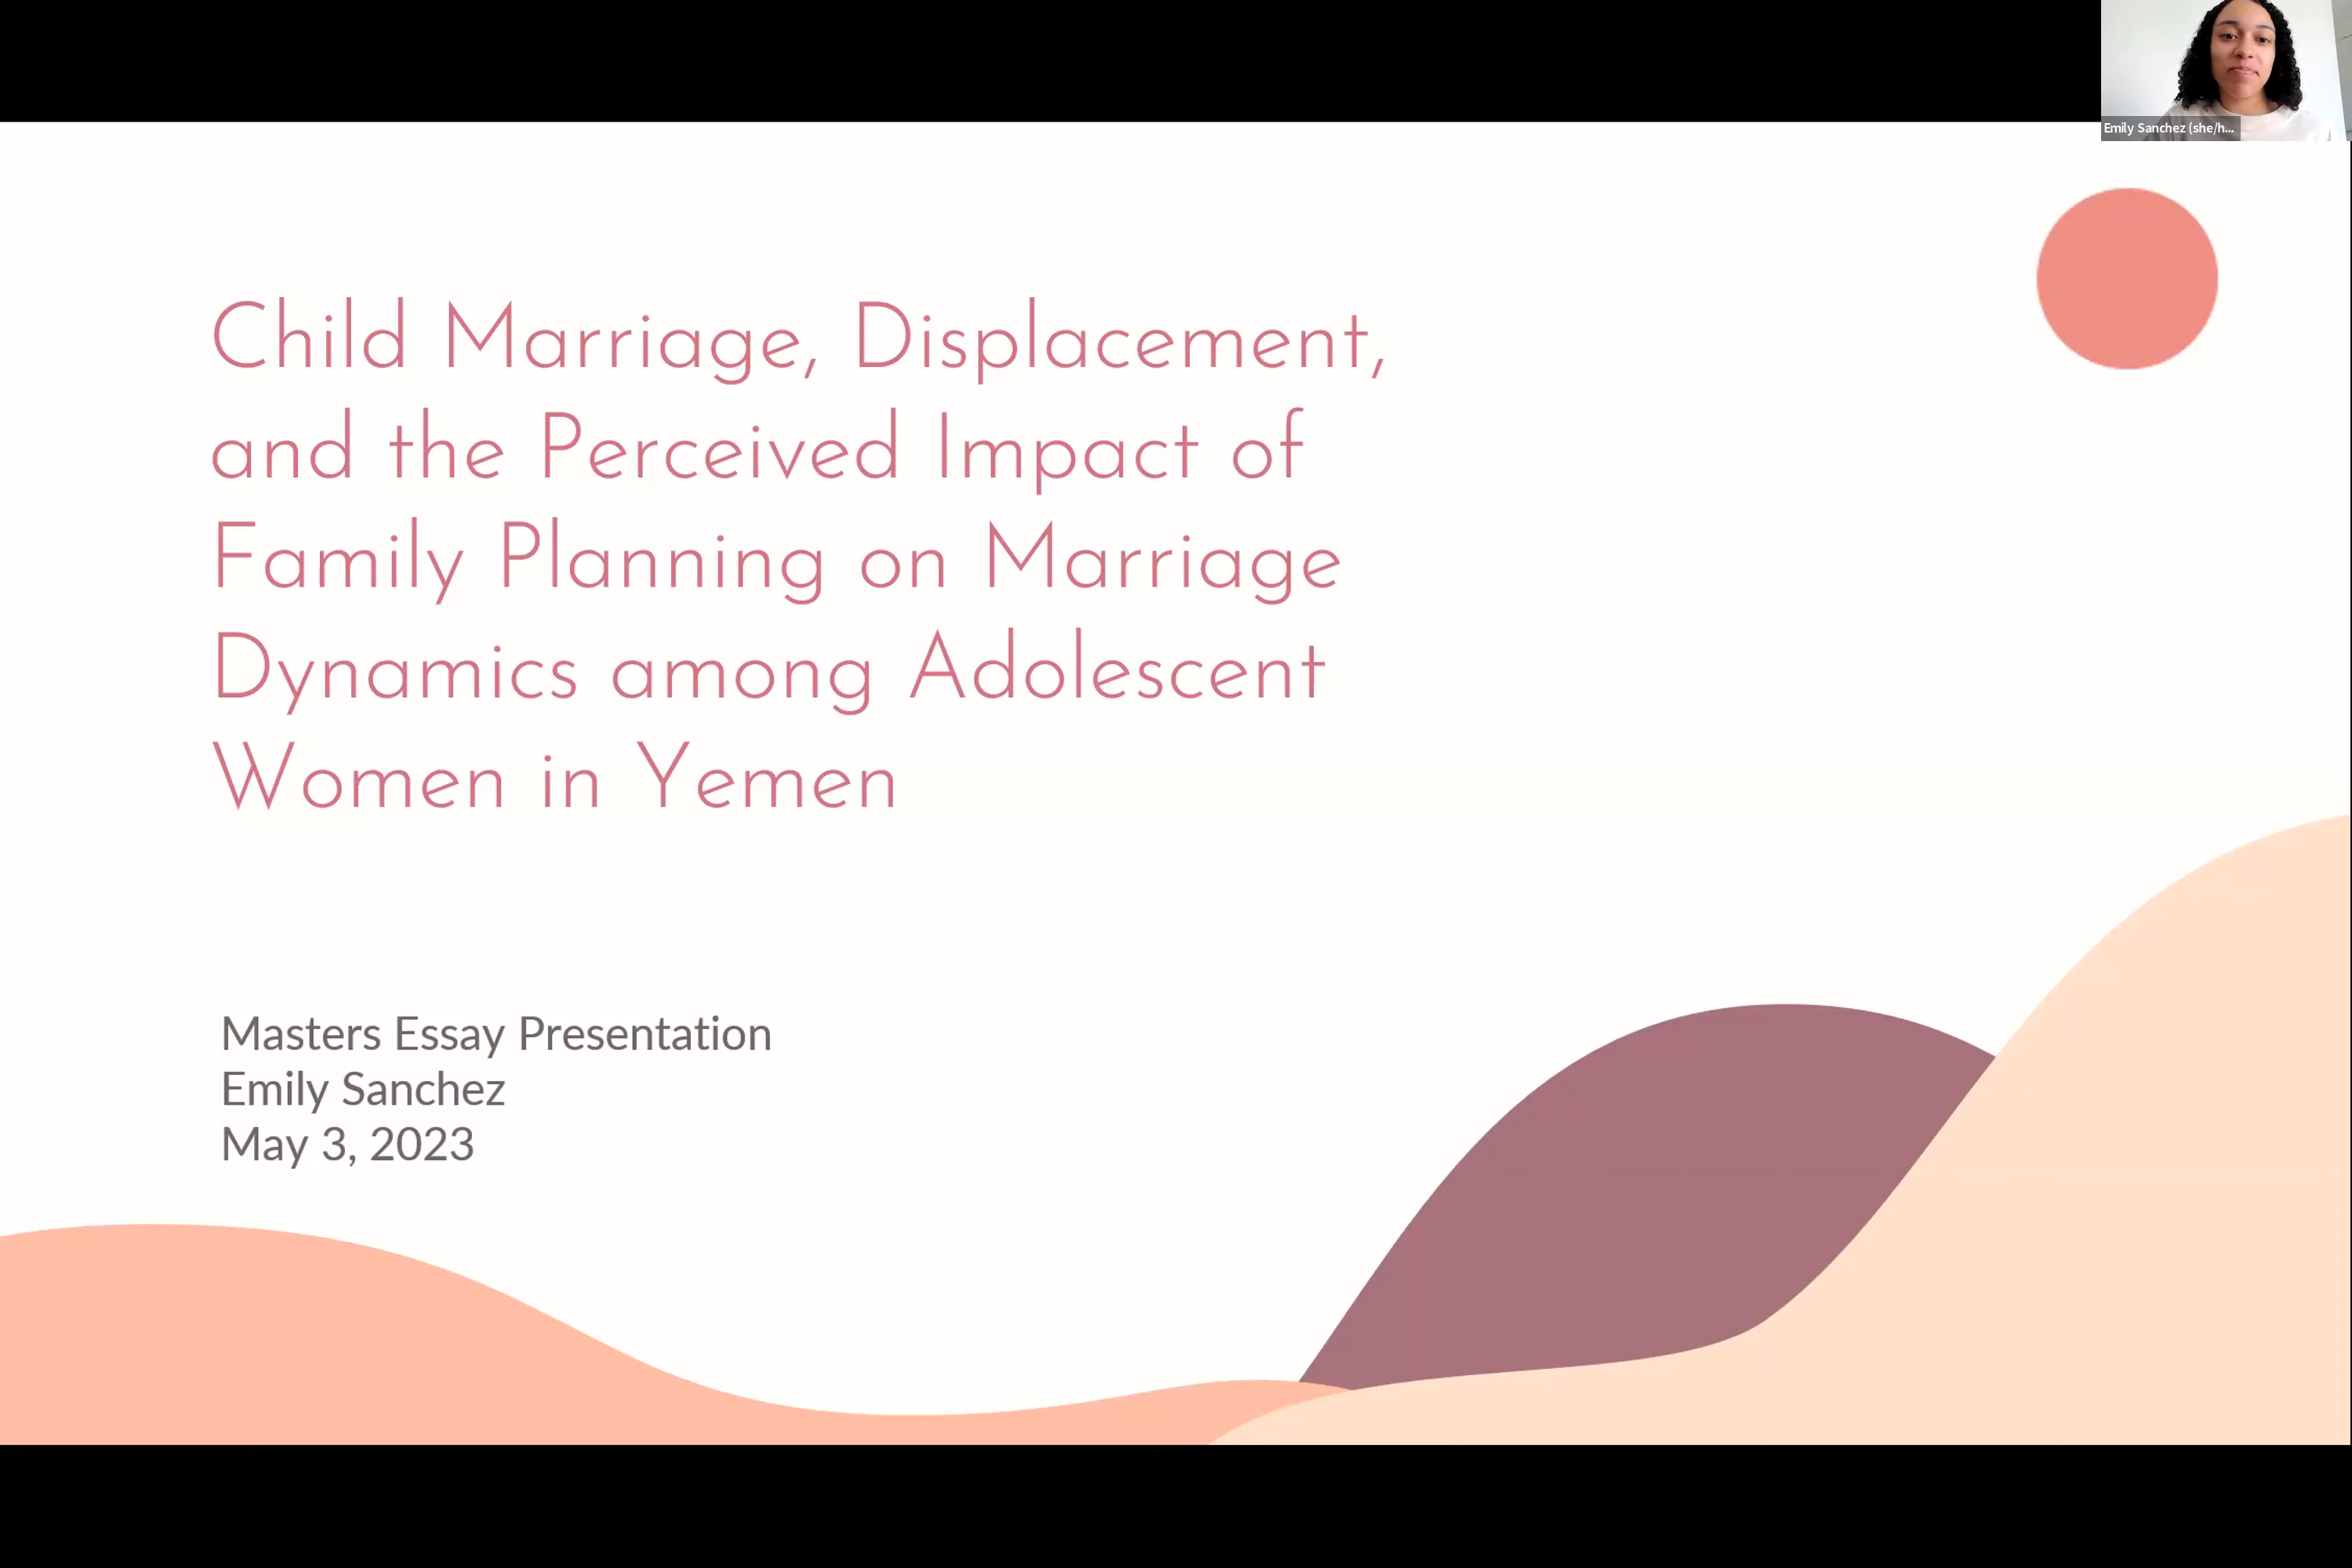 Emily Sanchez (she/h...
Child Marriage, Displacement,
and the Perceived Impact of
Family Planning on Marriage
Dynamics among Adolescent
Women in Yemen
Masters Essay Presentation
Emily Sanchez
May 3, 2023